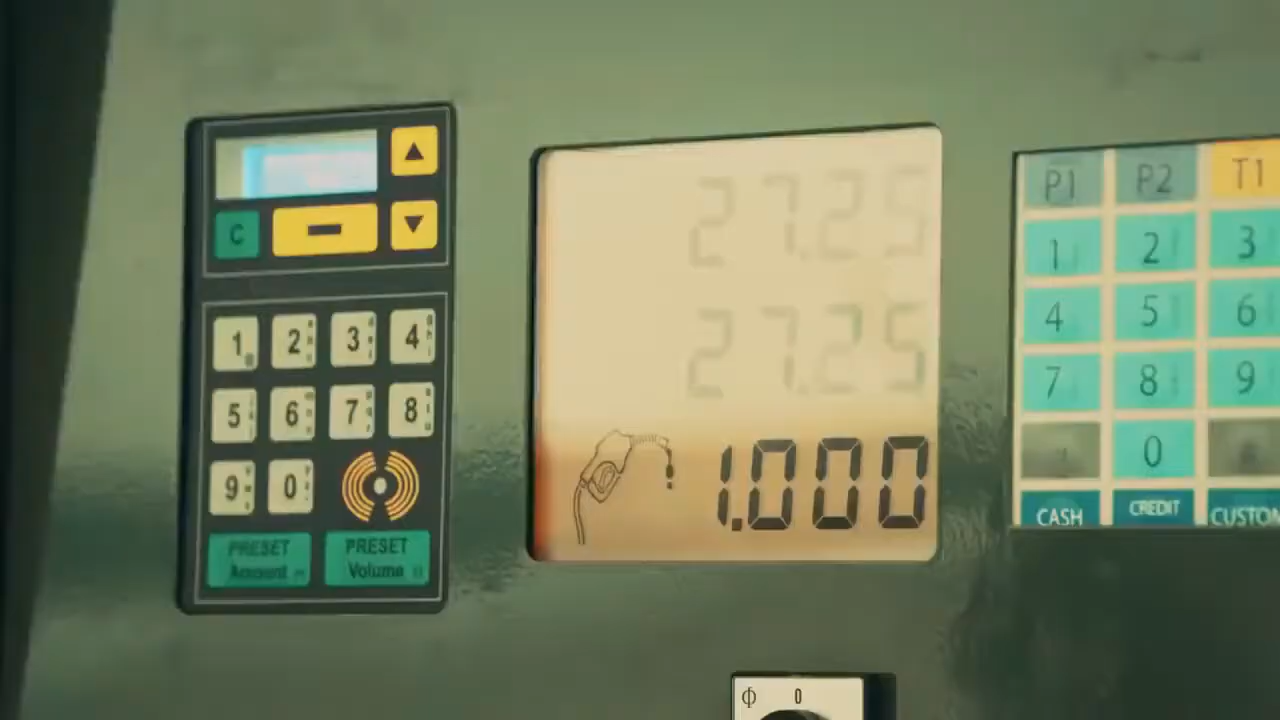 C
1 2 3 4
5 6 7 8
9 0
PRESET
Amount
PRESET
Volume
27.25
27.25
1.000
P1 P2 T1
1 2 3
4 5 6
7 8 9
0
CASH CREDIT CUSTOM
0